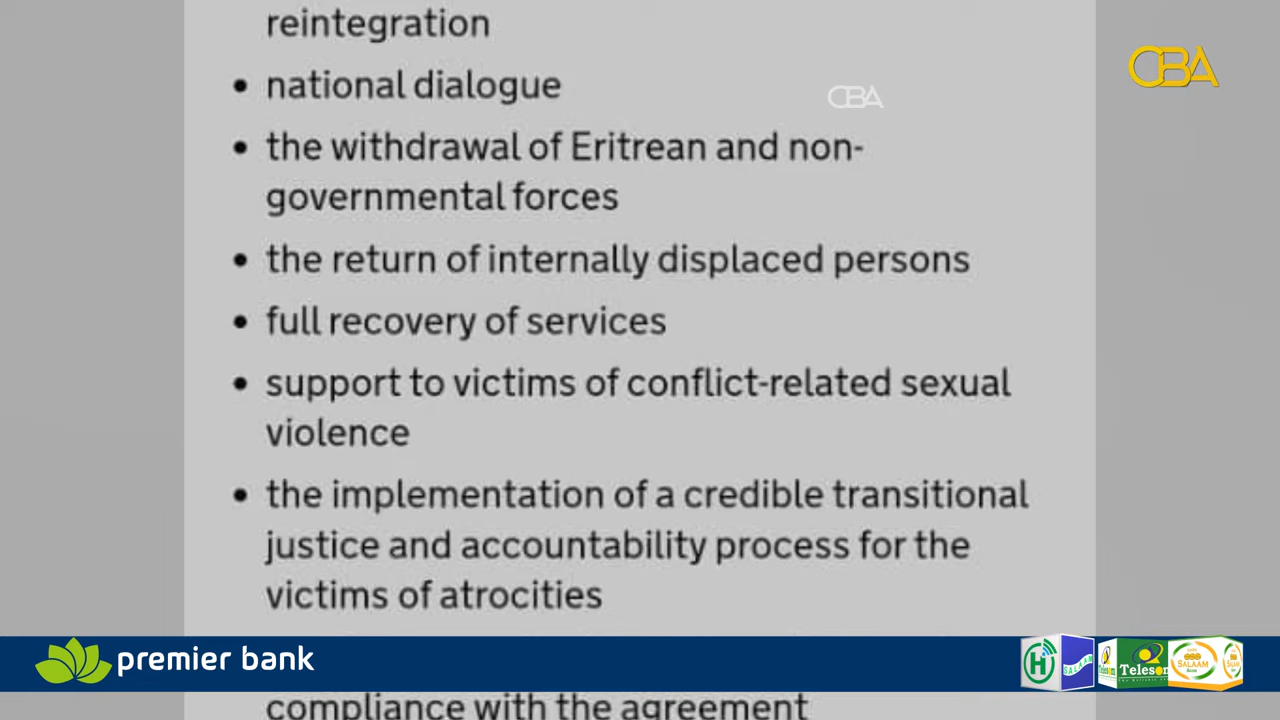 reintegration
CBA
CBA
• national dialogue
• the withdrawal of Eritrean and non-
governmental forces
• the return of internally displaced persons
• full recovery of services
• support to victims of conflict-related sexual
violence
• the implementation of a credible transitional
justice and accountability process for the
victims of atrocities
premier bank
H
SALAAM
Telesom
SALAAM
compliance with the agreement